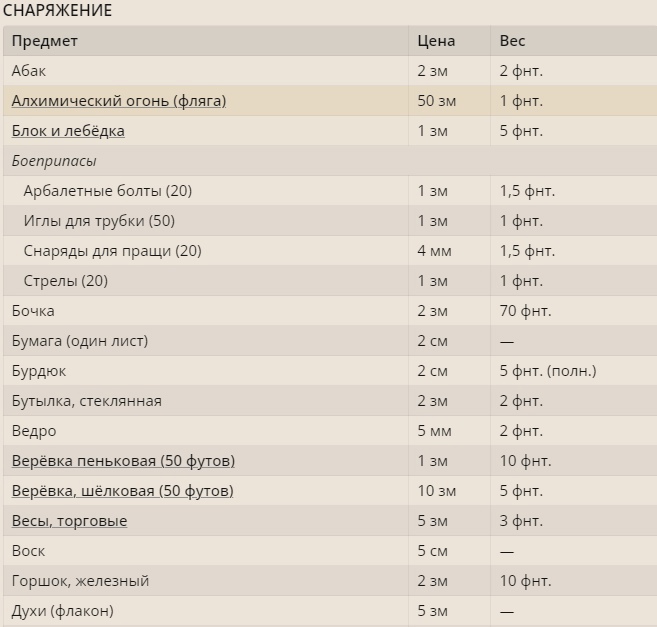 СНАРЯЖЕНИЕ
Предмет Цена Вес
Абак 2 зм 2 фнт.
Алхимический огонь (фляга) 50 зм 1 фнт.
Блок и лебёдка 1 зм 5 фнт.
Боеприпасы
Арбалетные болты (20) 1 зм 1,5 фнт.
Иглы для трубки (50) 1 зм 1 фнт.
Снаряды для пращи (20) 4 мм 1,5 фнт.
Стрелы (20) 1 зм 1 фнт.
Бочка 2 зм 70 фнт.
Бумага (один лист) 2 см —
Бурдюк 2 см 5 фнт. (полн.)
Бутылка, стеклянная 2 зм 2 фнт.
Ведро 5 мм 2 фнт.
Верёвка пеньковая (50 футов) 1 зм 10 фнт.
Верёвка, шёлковая (50 футов) 10 зм 5 фнт.
Весы, торговые 5 зм 3 фнт.
Воск 5 см —
Горшок, железный 2 зм 10 фнт.
Духи (флакон) 5 зм —